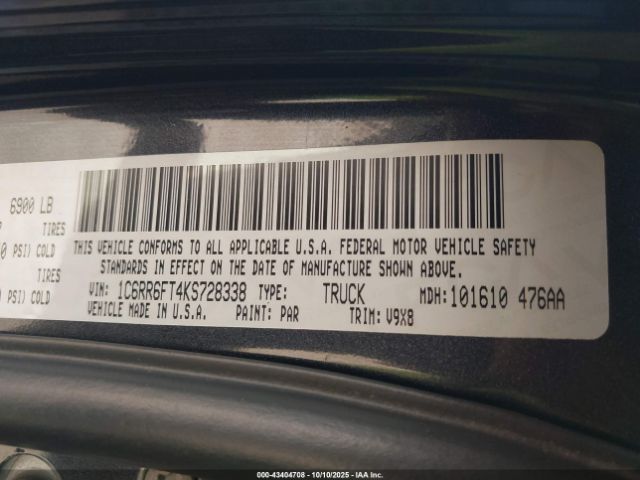 6900 LB
TIRES
PSI) COLD
TIRES
PSI) COLD
THIS VEHICLE CONFORMS TO ALL APPLICABLE U.S.A. FEDERAL MOTOR VEHICLE SAFETY
STANDARDS IN EFFECT ON THE DATE OF MANUFACTURE SHOWN ABOVE.
VIN: 1C6RR6FT4KS728338 TYPE: TRUCK MDH: 101610 476AA
VEHICLE MADE IN U.S.A. PAINT: PAR TRIM: V9X8
000-43404708 - 10/10/2025 - IAA Inc.